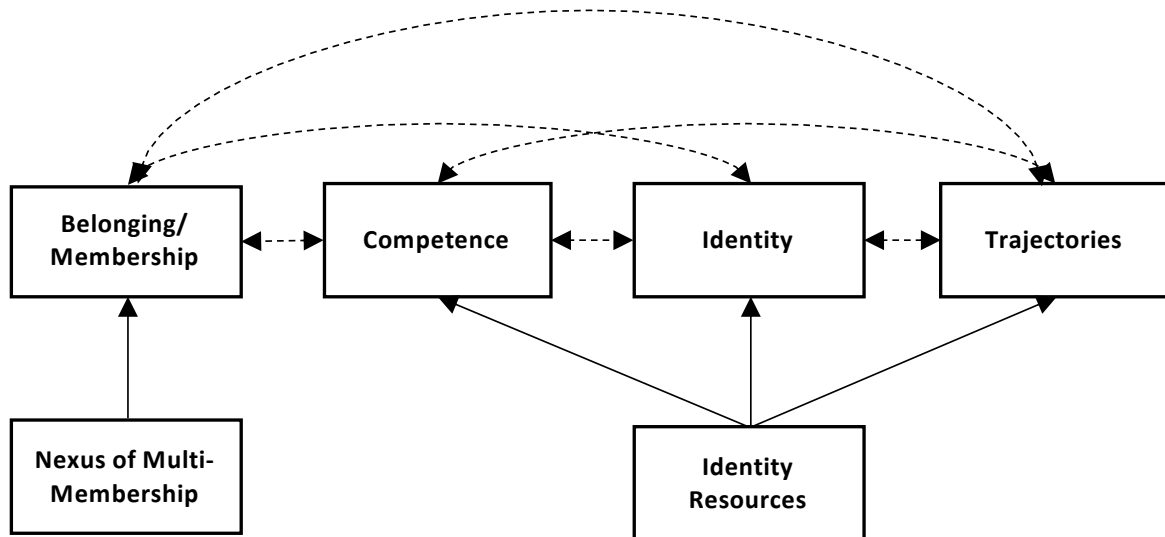 Belonging/
Membership
Competence
Identity
Trajectories
Nexus of Multi-
Membership
Identity
Resources